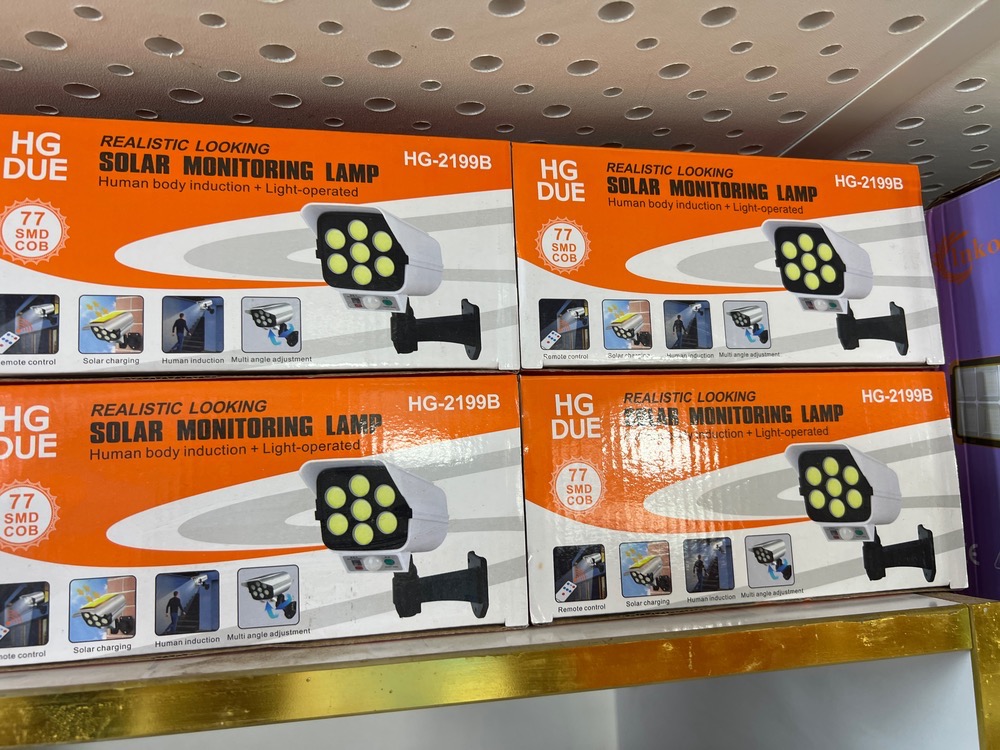 HG
DUE
REALISTIC LOOKING
SOLAR MONITORING LAMP
Human body induction + Light-operated
HG-2199B
77
SMD
COB
emote control
Solar charging
Human induction
Multi angle adjustment
HG
DUE
REALISTIC LOOKING
SOLAR MONITORING LAMP
Human body induction + Light-operated
HG-2199B
77
SMD
COB
Remote control
Solar charging
Human induction
Multi angle adjustment
HG
DUE
REALISTIC LOOKING
SOLAR MONITORING LAMP
Human body induction + Light-operated
HG-2199B
77
SMD
COB
mote control
Solar charging
Human induction
Multi angle adjustment
HG
DUE
REALISTIC LOOKING
SOLAR MONITORING LAMP
induction + Light-operated
HG-2199B
77
SMD
COB
Remote control
Solar charging
Human induction
Multi angle adjustment
CE